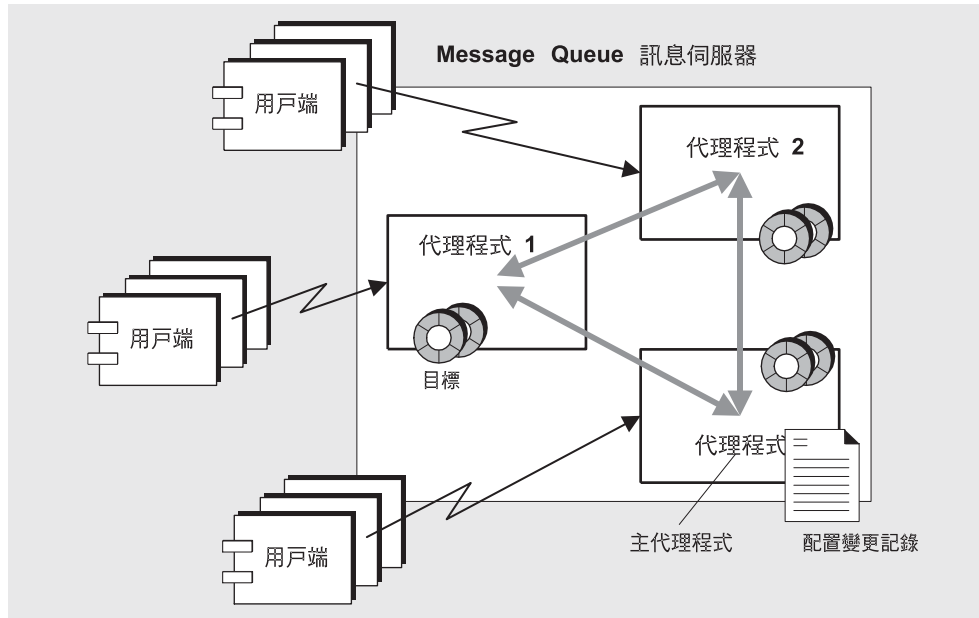 Message Queue 訊息伺服器
用戶端
代理程式 2
代理程式 1
用戶端
目標
代理程式
主代理程式
配置變更記錄
用戶端